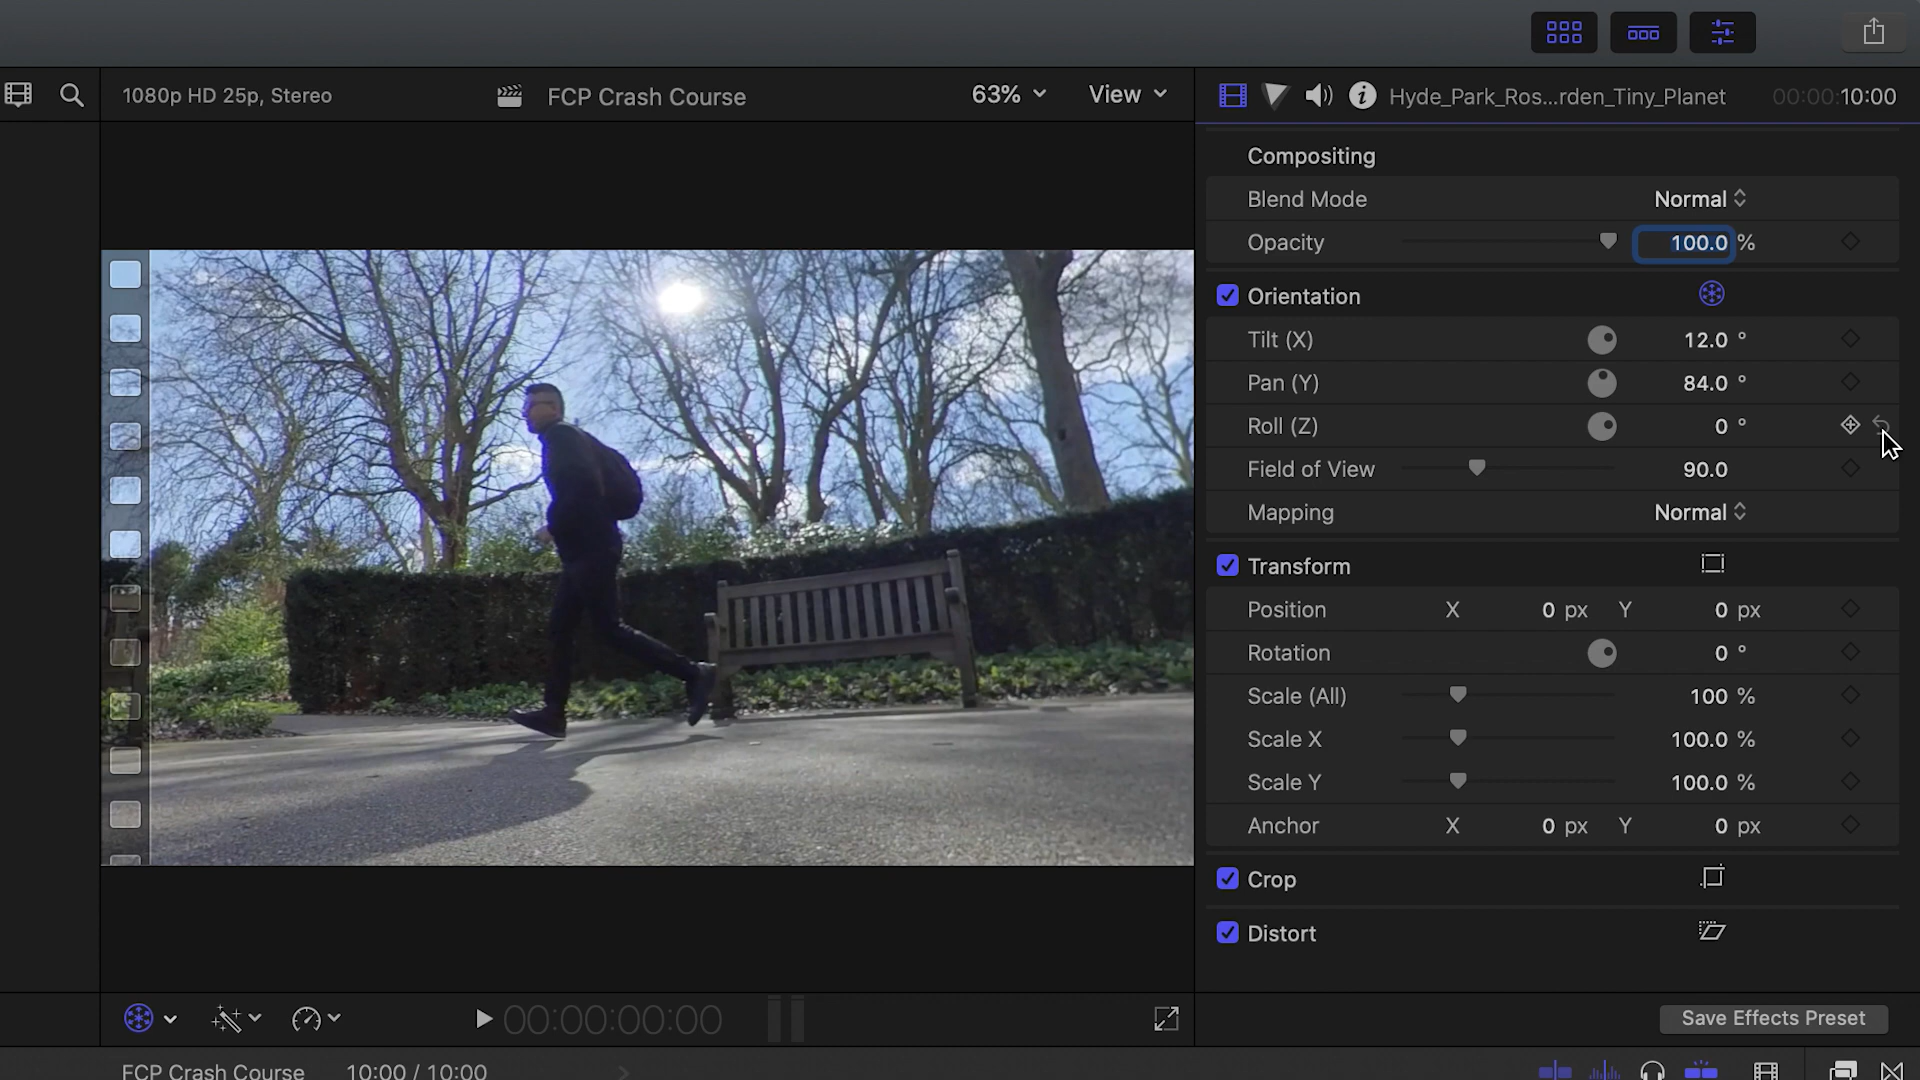 1080p HD 25p, Stereo
FCP Crash Course
63%
View
Hyde_Park_Ros...rden_Tiny_Planet
00:00:10:00
Compositing
Blend Mode
Normal
Opacity
100.0 %
Orientation
Tilt (X)
12.0 °
Pan (Y)
84.0 °
Roll (Z)
0 °
Field of View
90.0
Mapping
Normal
Transform
Position X 0 px Y 0 px
Rotation
0 °
Scale (All)
100 %
Scale X
100.0 %
Scale Y
100.0 %
Anchor X 0 px Y 0 px
Crop
Distort
00:00:00:00
Save Effects Preset
FCP Crash Course
10:00 / 10:00